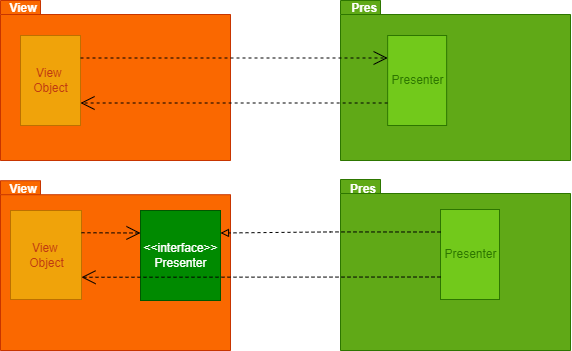 View
Pres
View
Object
Presenter
View
Pres
View
Object
<<interface>>
Presenter
Presenter